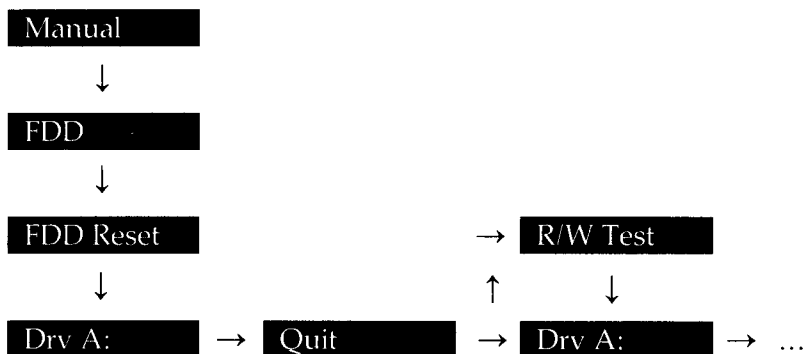 Manual
↓
FDD
↓
FDD Reset → R/W Test
↓ ↑ ↓
Drv A: → Quit → Drv A: → ...